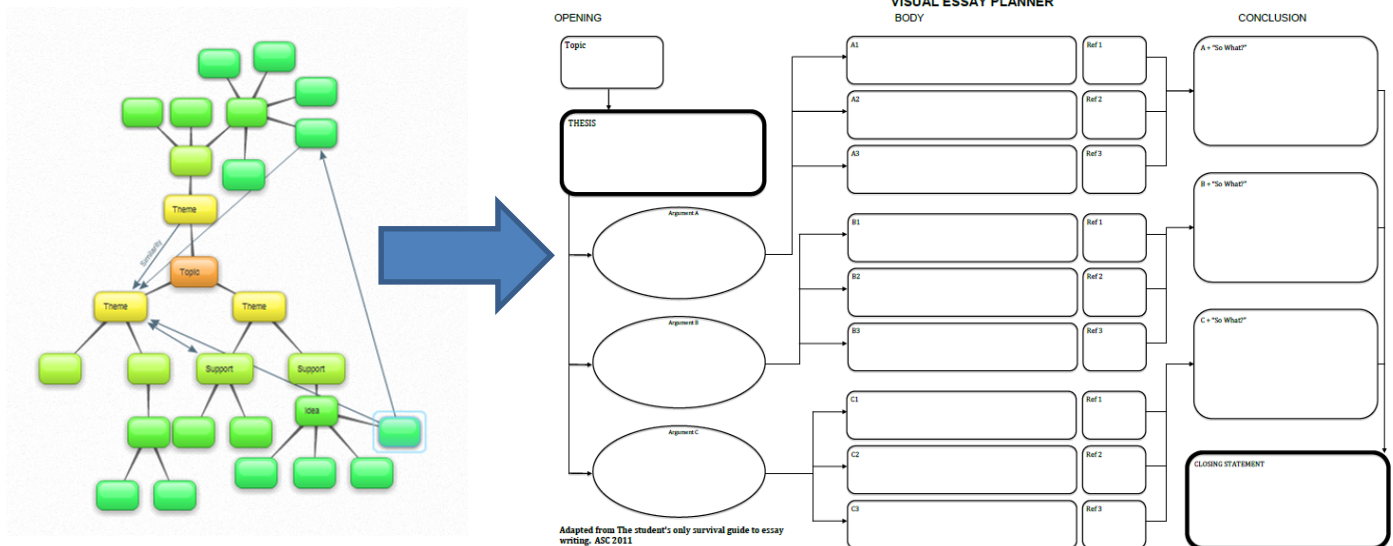 Theme
Similarity
Topic
Theme
Theme
Support
Support
Idea
VISUAL ESSAY PLANNER
OPENING
BODY
CONCLUSION
Topic
THESIS
Argument A
Argument B
Argument C
A1
Ref 1
A2
Ref 2
A3
Ref 3
B1
Ref 1
B2
Ref 2
B3
Ref 3
C1
Ref 1
C2
Ref 2
C3
Ref 3
A + "So What?"
B + "So What?"
C + "So What?"
CLOSING STATEMENT
Adapted from The student's only survival guide to essay
writing. ASC 2011